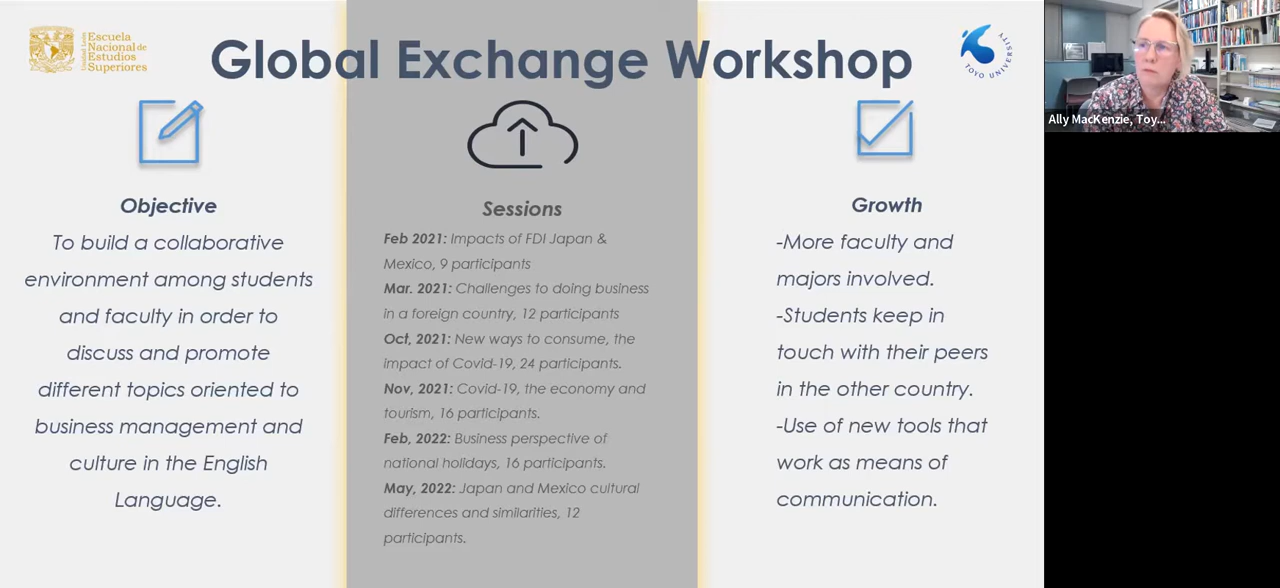 Escuela
Nacional de
Estudios
Superiores
Global Exchange Workshop
TOYO UNIVERSITY
Objective
To build a collaborative
environment among students
and faculty in order to
discuss and promote
different topics oriented to
business management and
culture in the English
Language.
Sessions
Feb 2021: Impacts of FDI Japan &
Mexico, 9 participants
Mar. 2021: Challenges to doing business
in a foreign country, 12 participants
Oct, 2021: New ways to consume, the
impact of Covid-19, 24 participants.
Nov, 2021: Covid-19, the economy and
tourism, 16 participants.
Feb, 2022: Business perspective of
national holidays, 16 participants.
May, 2022: Japan and Mexico cultural
differences and similarities, 12
participants.
Growth
-More faculty and
majors involved.
-Students keep in
touch with their peers
in the other country.
-Use of new tools that
work as means of
communication.
Ally MacKenzie, Toy...